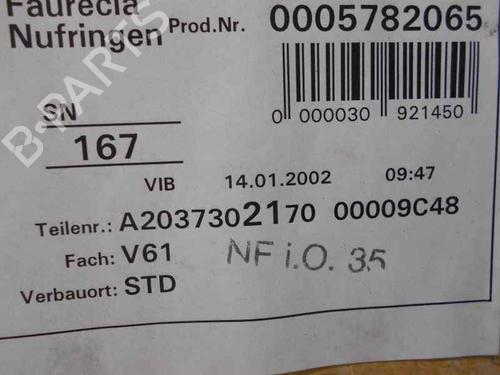 Faurecia
Nufringen Prod.Nr. 0005782065
0 000030 921450
SN
167
VIB 14.01.2002 09:47
Teilenr.: A2037302170 00009C48
Fach: V61
NF i.O. 35
Verbauort: STD
B-PARTS